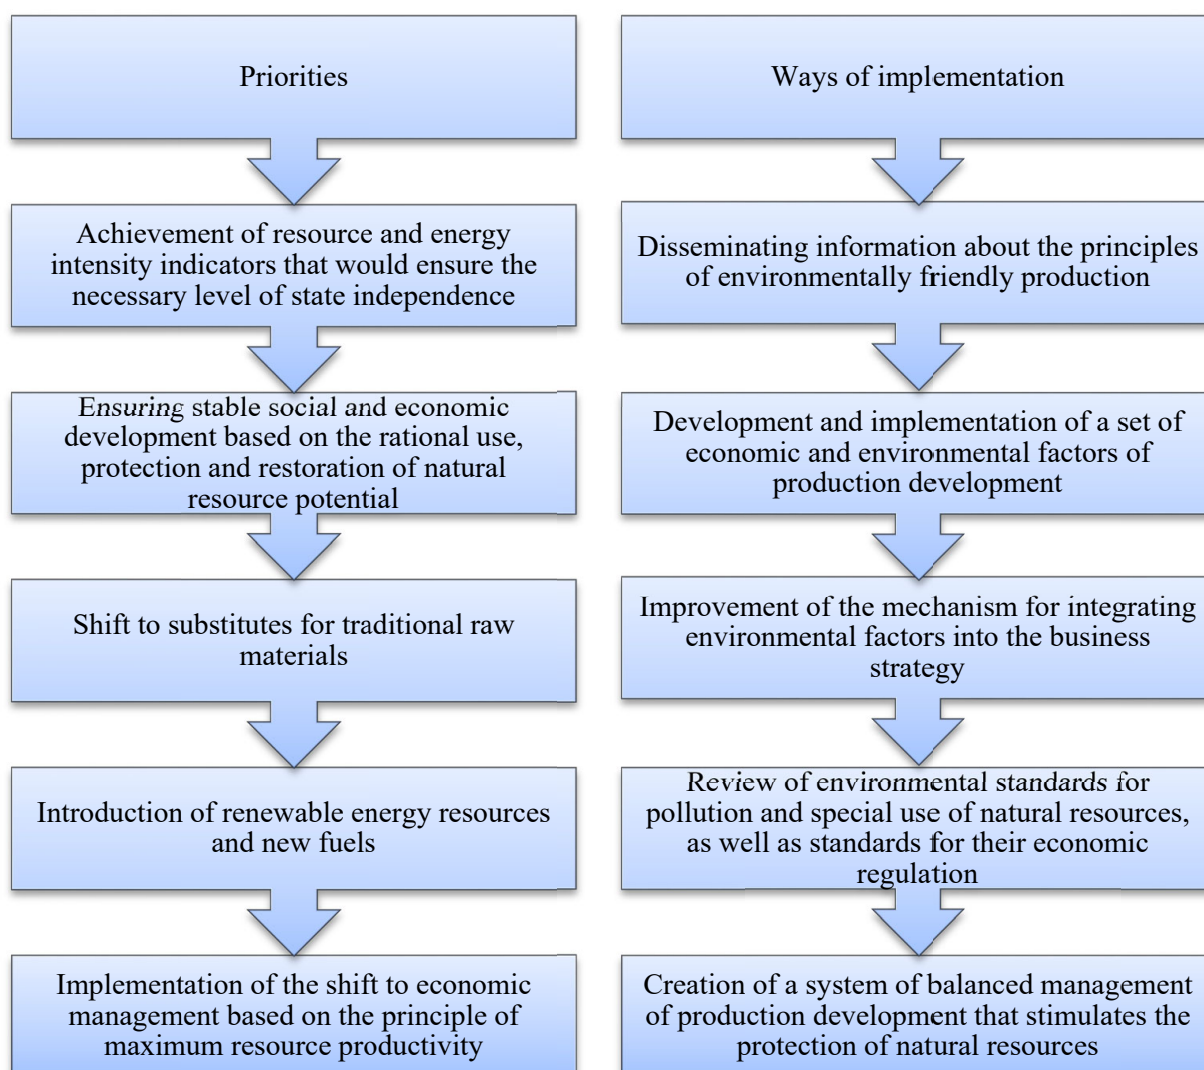 Priorities
Achievement of resource and energy
intensity indicators that would ensure the
necessary level of state independence
Ensuring stable social and economic
development based on the rational use,
protection and restoration of natural
resource potential
Shift to substitutes for traditional raw
materials
Introduction of renewable energy resources
and new fuels
Implementation of the shift to economic
management based on the principle of
maximum resource productivity
Ways of implementation
Disseminating information about the principles
of environmentally friendly production
Development and implementation of a set of
economic and environmental factors of
production development
Improvement of the mechanism for integrating
environmental factors into the business
strategy
Review of environmental standards for
pollution and special use of natural resources,
as well as standards for their economic
regulation
Creation of a system of balanced management
of production development that stimulates the
protection of natural resources